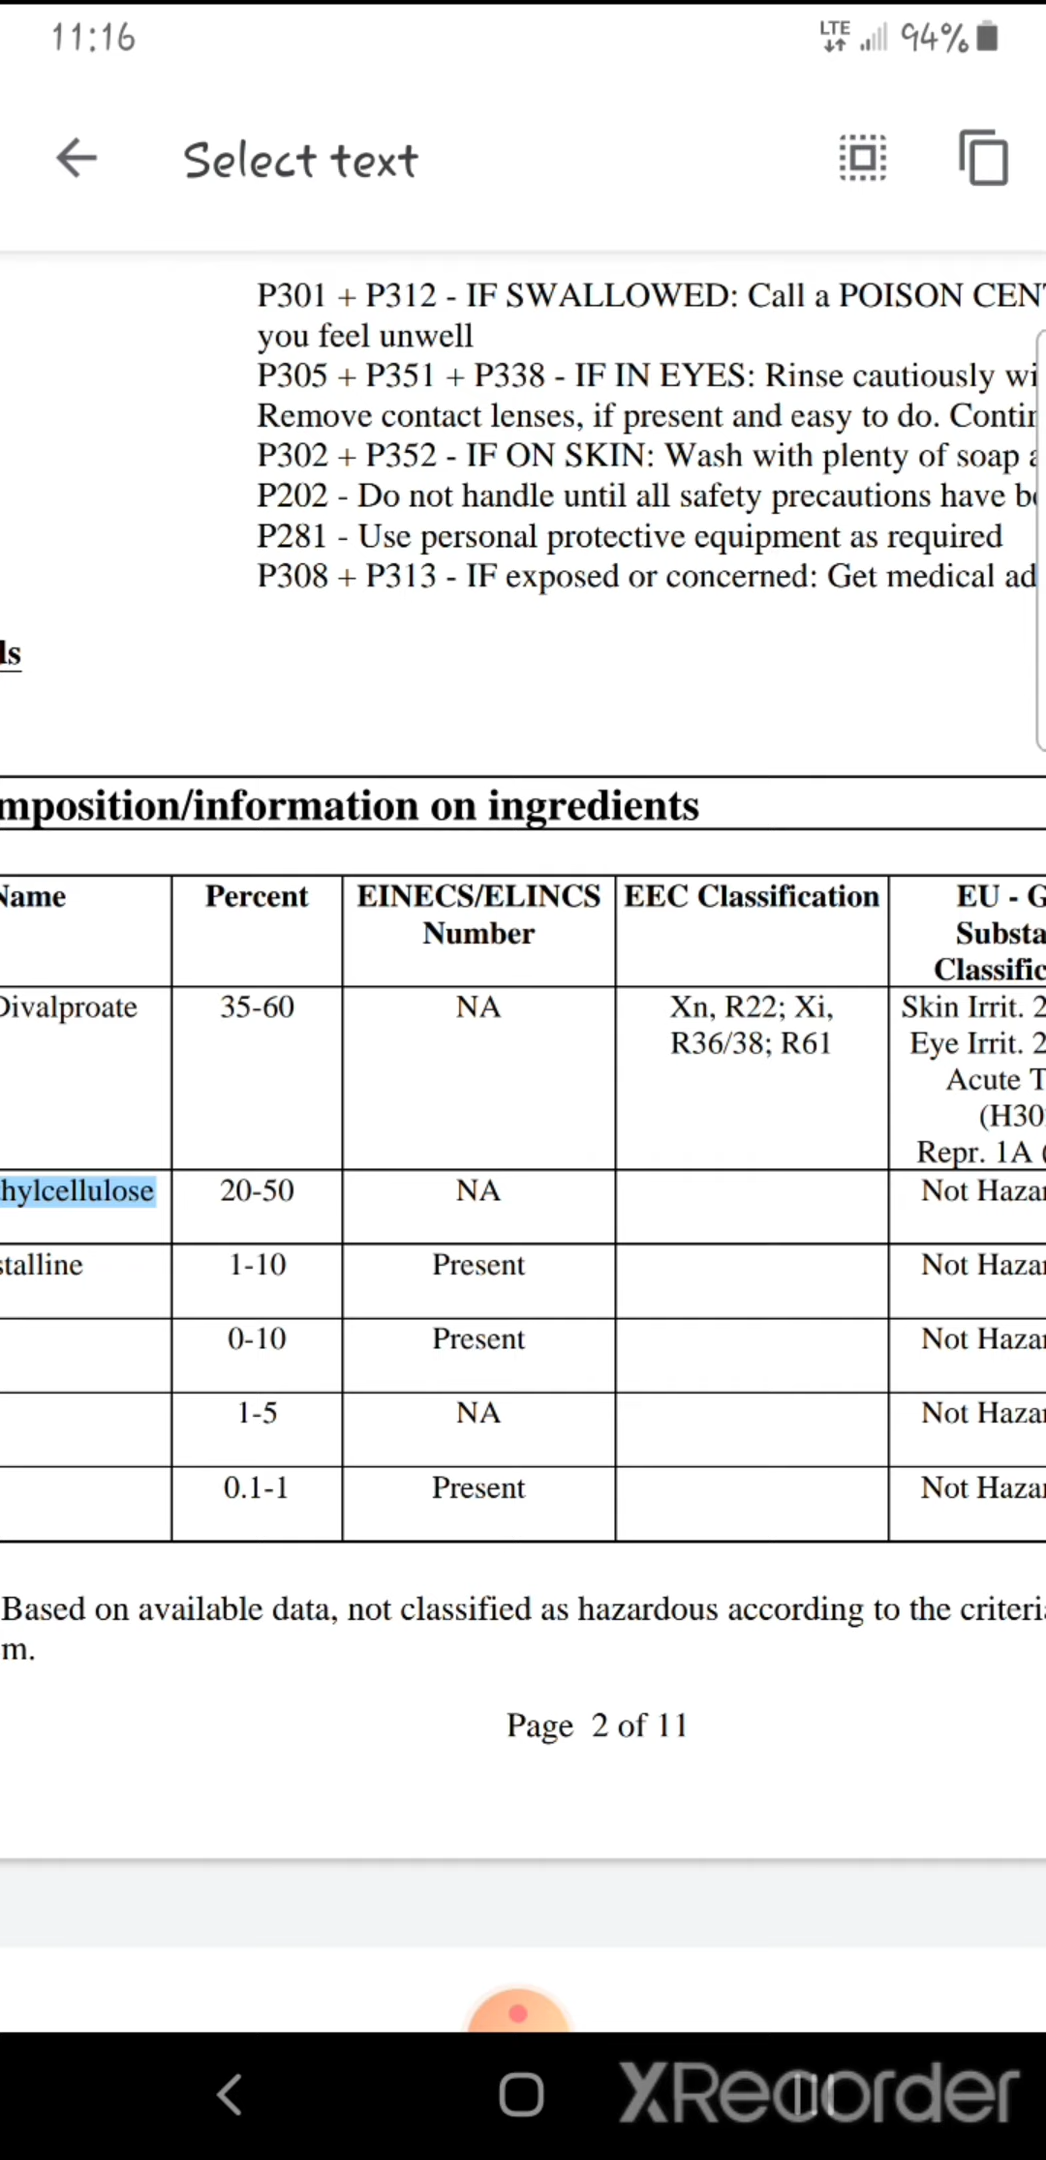 11:16 LTE 94%
Select text
P301 + P312 - IF SWALLOWED: Call a POISON CEN
you feel unwell
P305 + P351 + P338 - IF IN EYES: Rinse cautiously wi
Remove contact lenses, if present and easy to do. Contin
P302 + P352 - IF ON SKIN: Wash with plenty of soap a
P202 - Do not handle until all safety precautions have be
P281 - Use personal protective equipment as required
P308 + P313 - IF exposed or concerned: Get medical ad
ls
mposition/information on ingredients
Name Percent EINECS/ELINCS EEC Classification EU - G
Number Substa
Classific
Divalproate 35-60 NA Xn, R22; Xi, Skin Irrit. 2
R36/38; R61 Eye Irrit. 2
Acute T
(H30
Repr. 1A (
hylcellulose 20-50 NA Not Hazar
stalline 1-10 Present Not Hazar
0-10 Present Not Hazar
1-5 NA Not Hazar
0.1-1 Present Not Hazar
Based on available data, not classified as hazardous according to the criteria
m.
Page 2 of 11
XRecorder